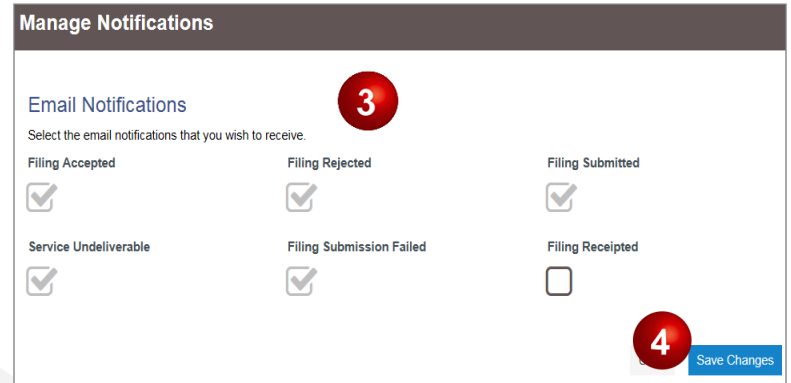 Manage Notifications
3
Email Notifications
Select the email notifications that you wish to receive.
Filing Accepted Filing Rejected Filing Submitted
Service Undeliverable Filing Submission Failed Filing Receipted
4
Save Changes